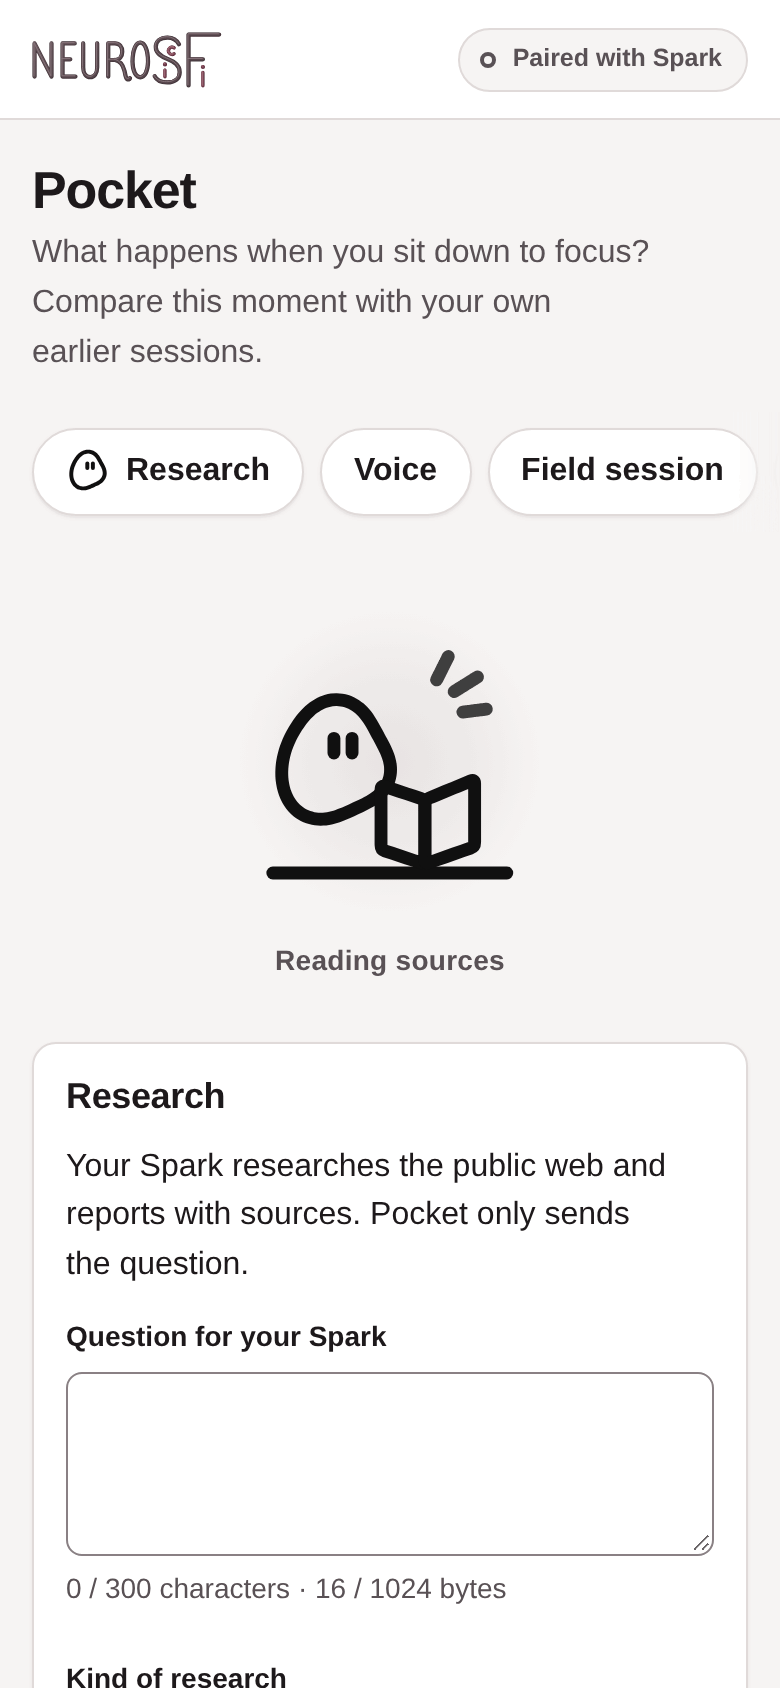 NEUROSciFi
Paired with Spark
Pocket
What happens when you sit down to focus?
Compare this moment with your own
earlier sessions.
Research
Voice
Field session
Reading sources
Research
Your Spark researches the public web and
reports with sources. Pocket only sends
the question.
Question for your Spark
0 / 300 characters · 16 / 1024 bytes
Kind of research